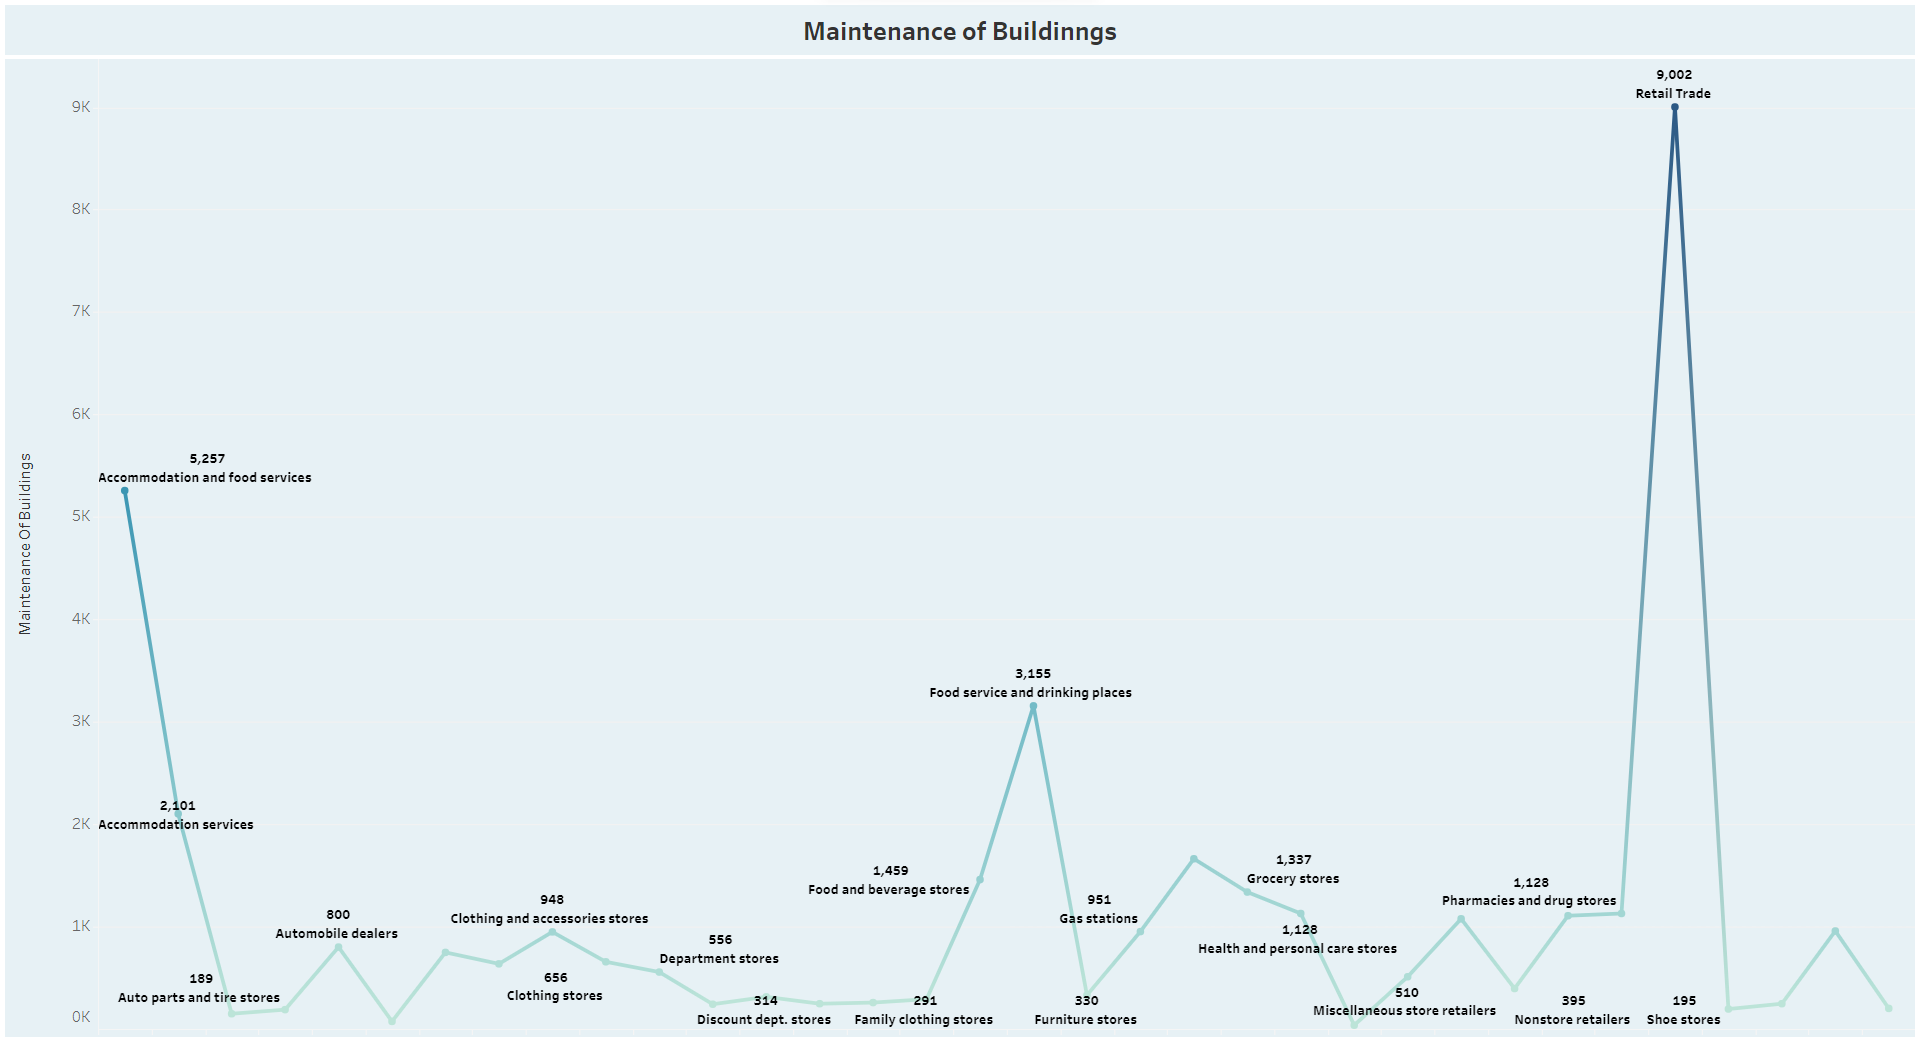 Maintenance of Buildinngs
Maintenance Of Buildings
9K
8K
7K
6K
5K
4K
3K
2K
1K
0K
5,257
Accommodation and food services
2,101
Accommodation services
189
Auto parts and tire stores
800
Automobile dealers
948
Clothing and accessories stores
656
Clothing stores
556
Department stores
314
Discount dept. stores
291
Family clothing stores
1,459
Food and beverage stores
3,155
Food service and drinking places
330
Furniture stores
951
Gas stations
1,337
Grocery stores
1,128
Health and personal care stores
510
Miscellaneous store retailers
395
Nonstore retailers
1,128
Pharmacies and drug stores
9,002
Retail Trade
195
Shoe stores